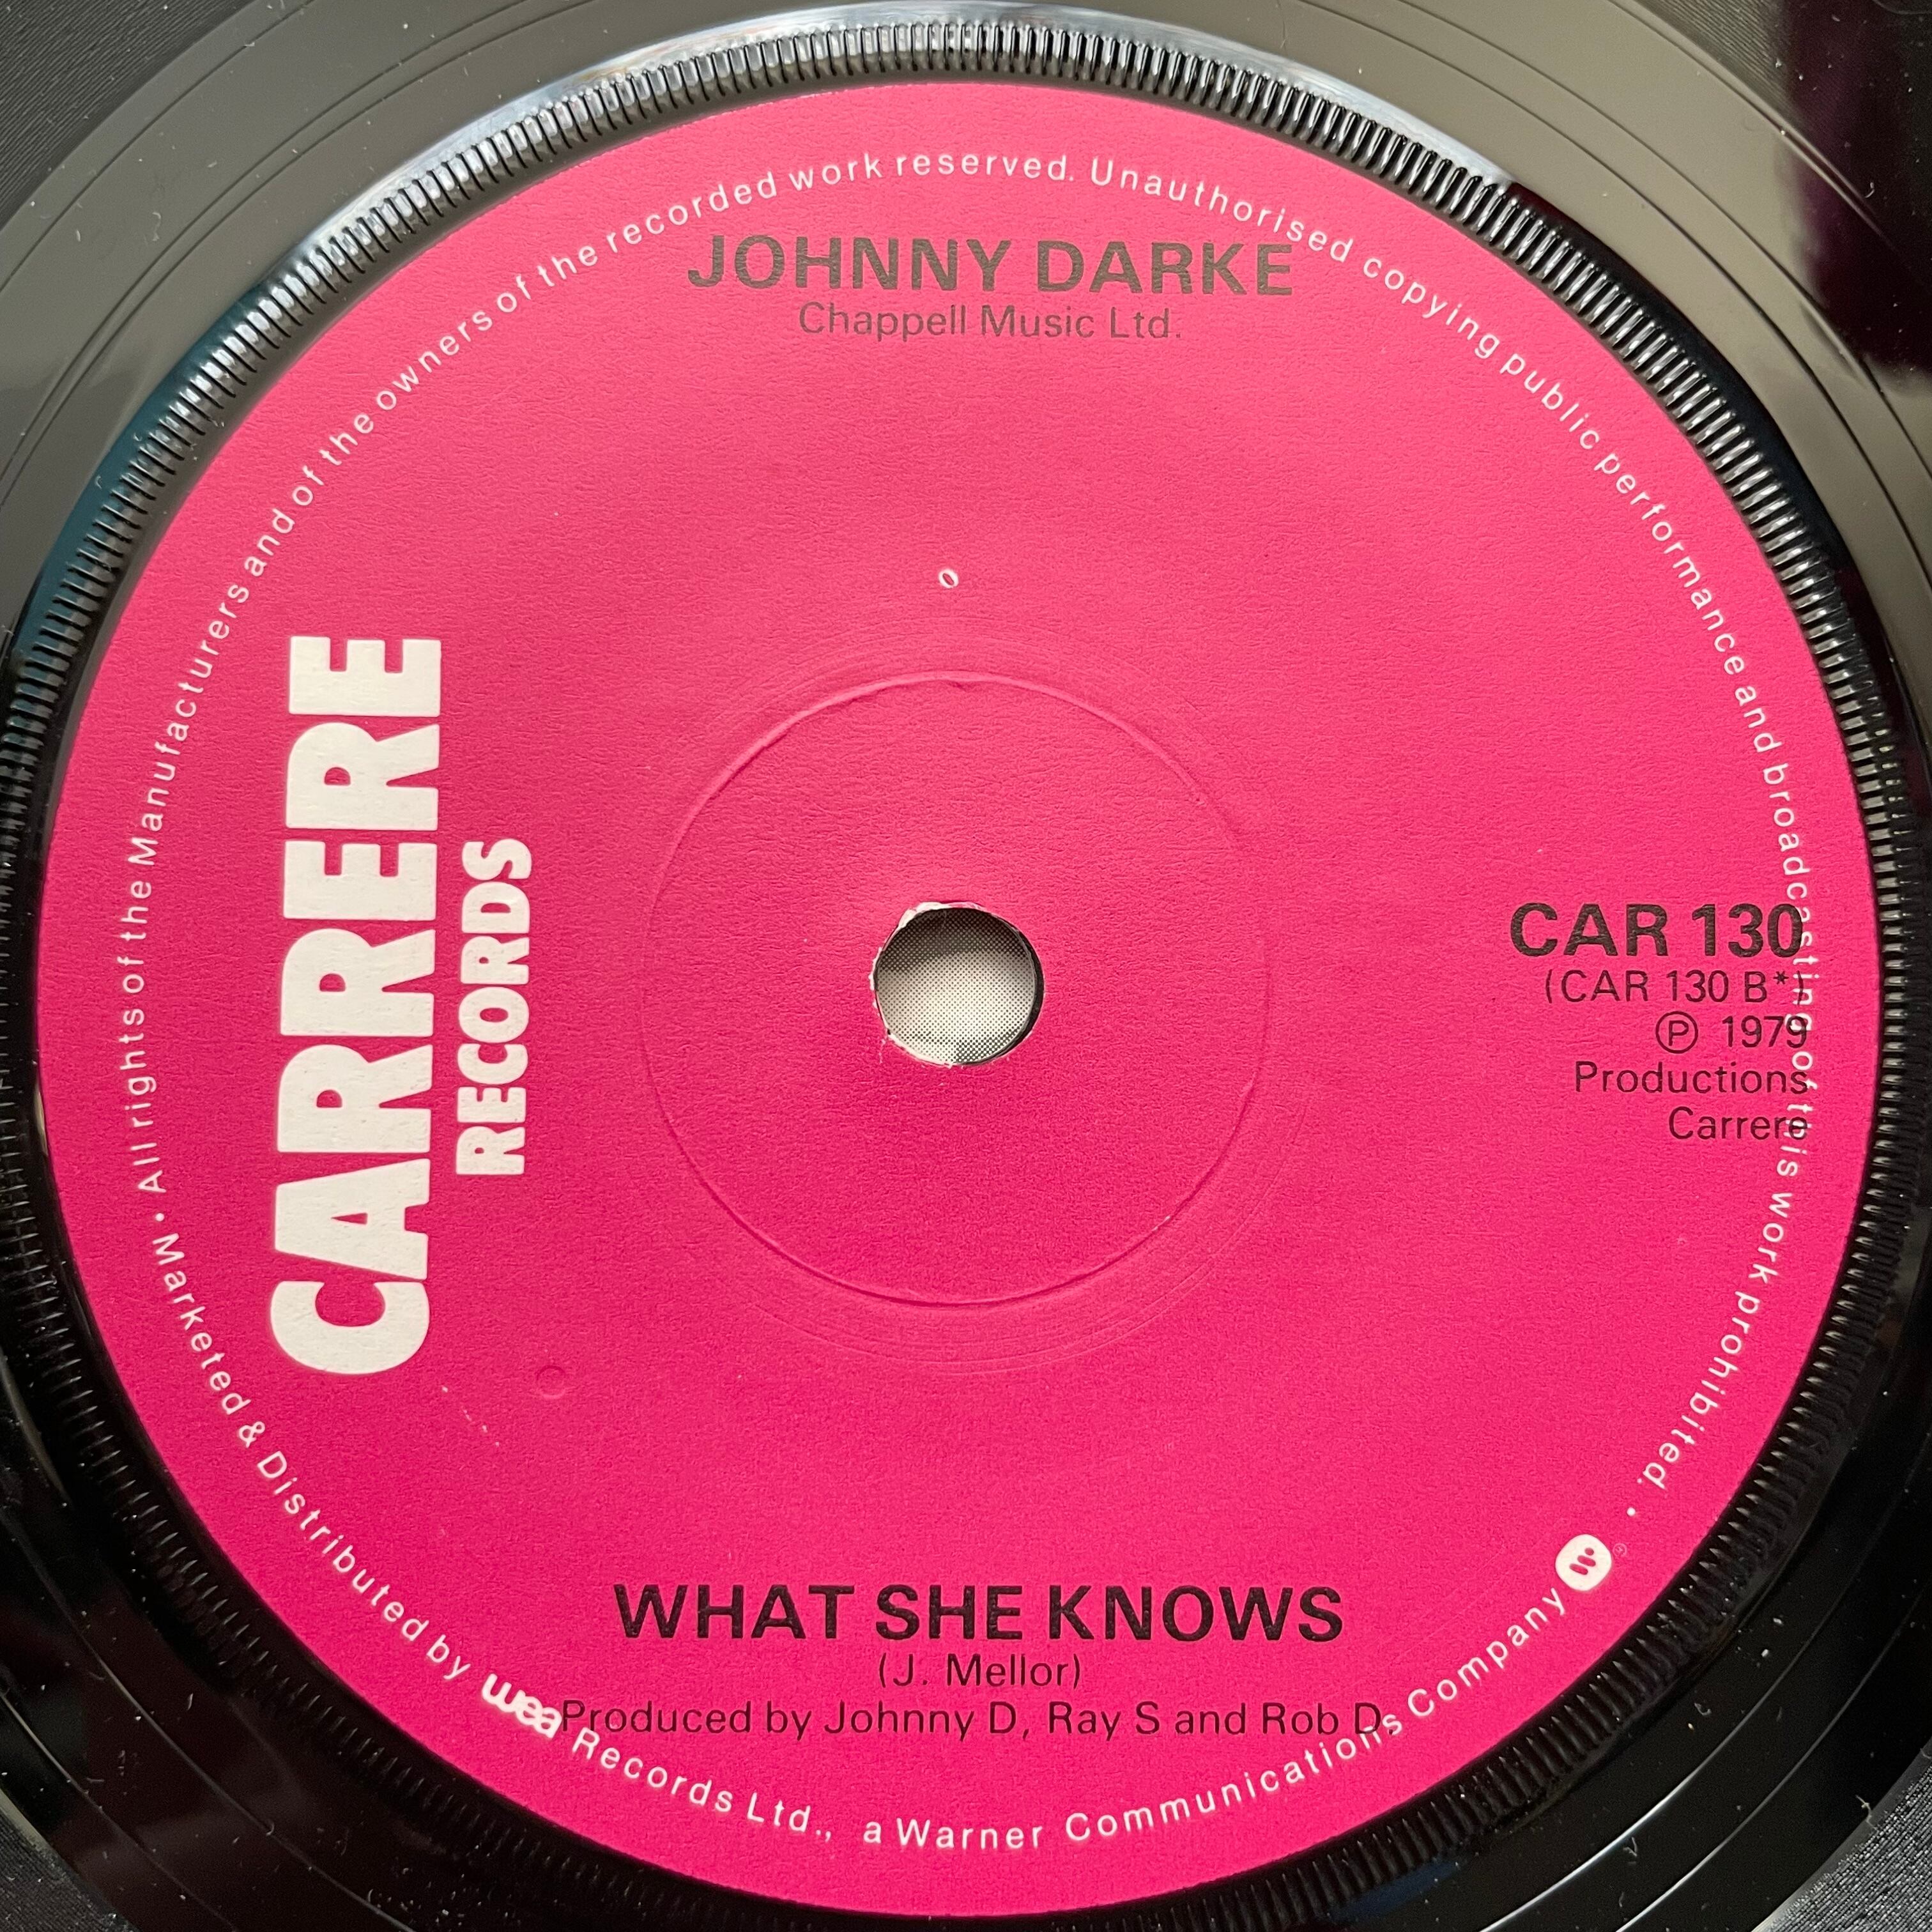 JOHNNY DARKE
Chappell Music Ltd.
CARRERE
RECORDS
CAR 130
(CAR 130 B*)
Ⓟ 1979
Productions
Carrere
WHAT SHE KNOWS
(J. Mellor)
Produced by Johnny D, Ray S and Rob D.
• All rights of the Manufacturers and of the owners of the recorded work reserved. Unauthorised copying public performance and broadcasting of this work prohibited. •
Marketed & Distributed by wea Records Ltd., a Warner Communications Company W ®